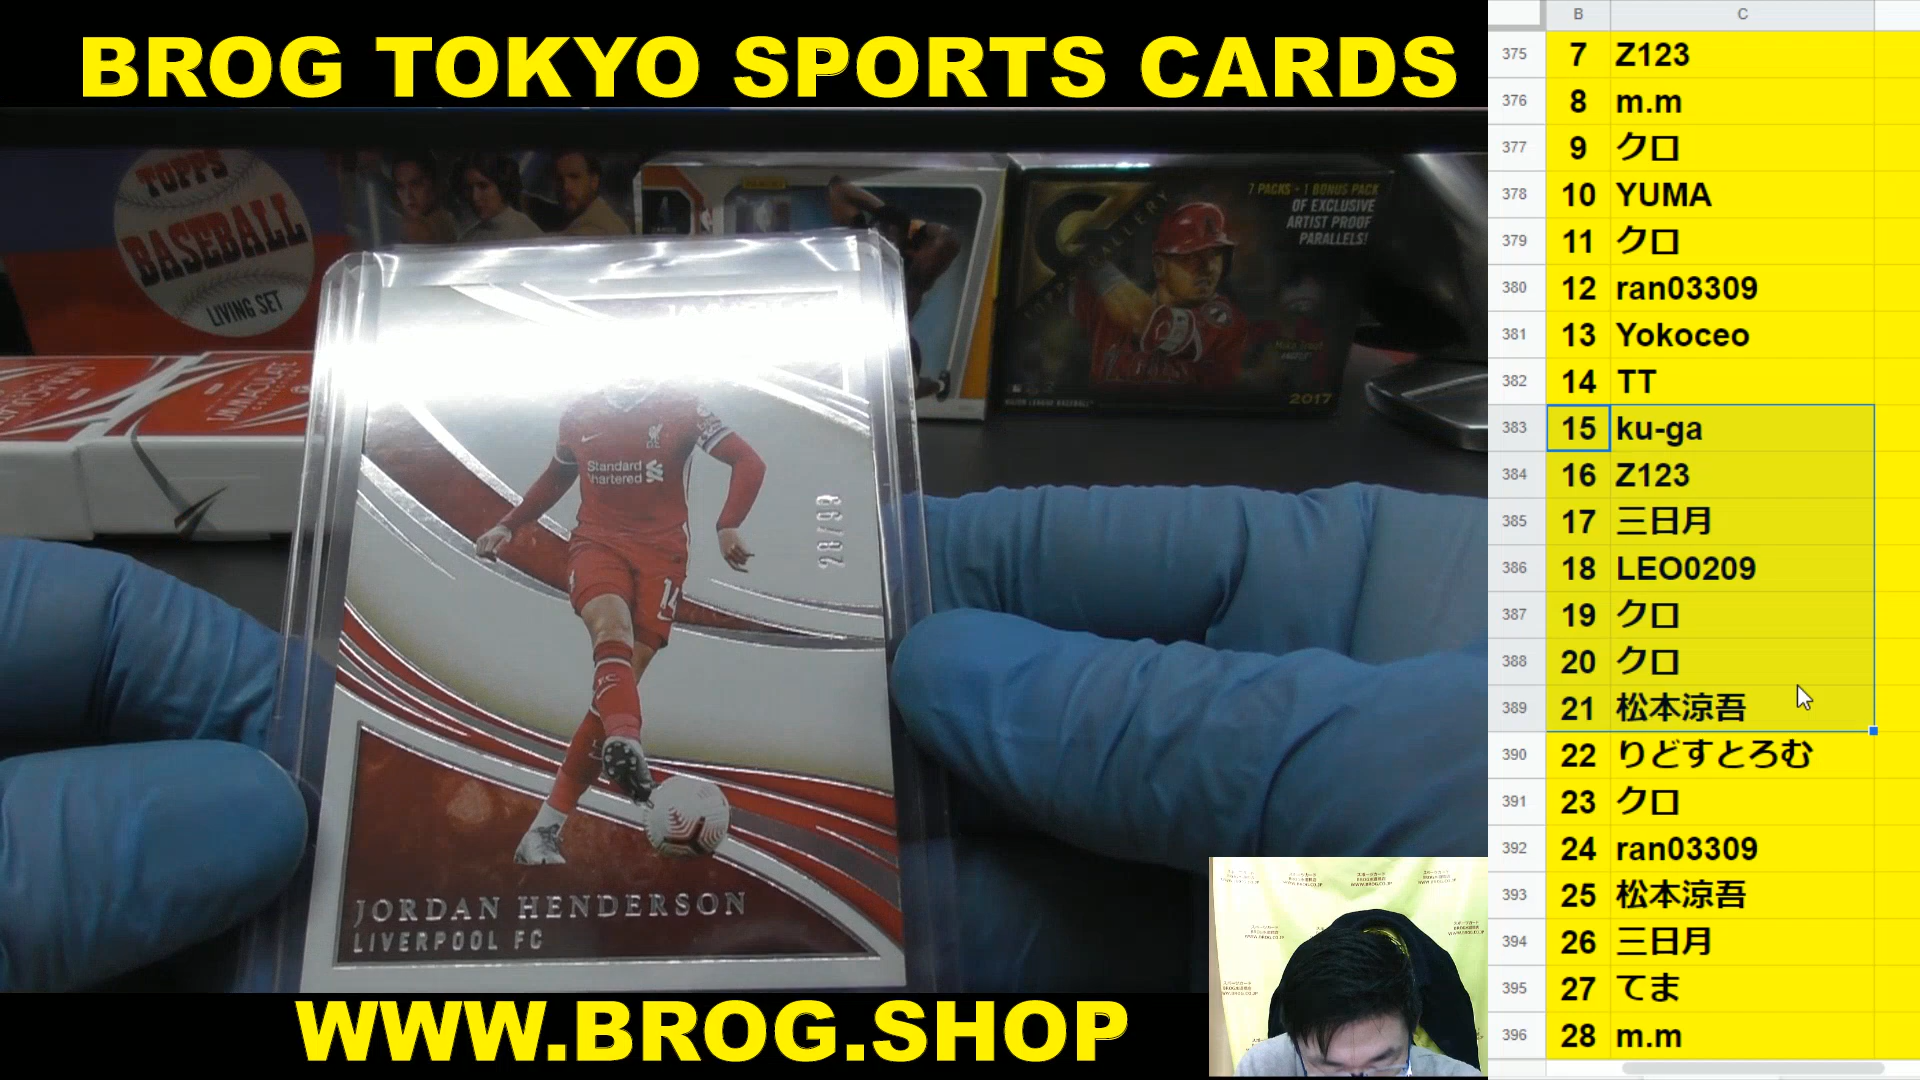 BROG TOKYO SPORTS CARDS
TOPPS
BASEBALL
LIVING SET
7 PACKS - 1 BONUS PACK
OF EXCLUSIVE
ARTIST PROOF
PARALLELS!
2017
IMMACULATE
Standard
Chartered
28/99
14
JORDAN HENDERSON
LIVERPOOL FC
WWW.BROG.SHOP
B C
375 7 Z123
376 8 m.m
377 9 クロ
378 10 YUMA
379 11 クロ
380 12 ran03309
381 13 Yokoceo
382 14 TT
383 15 ku-ga
384 16 Z123
385 17 三日月
386 18 LEO0209
387 19 クロ
388 20 クロ
389 21 松本涼吾
390 22 りどすとろむ
391 23 クロ
392 24 ran03309
393 25 松本涼吾
394 26 三日月
395 27 てま
396 28 m.m